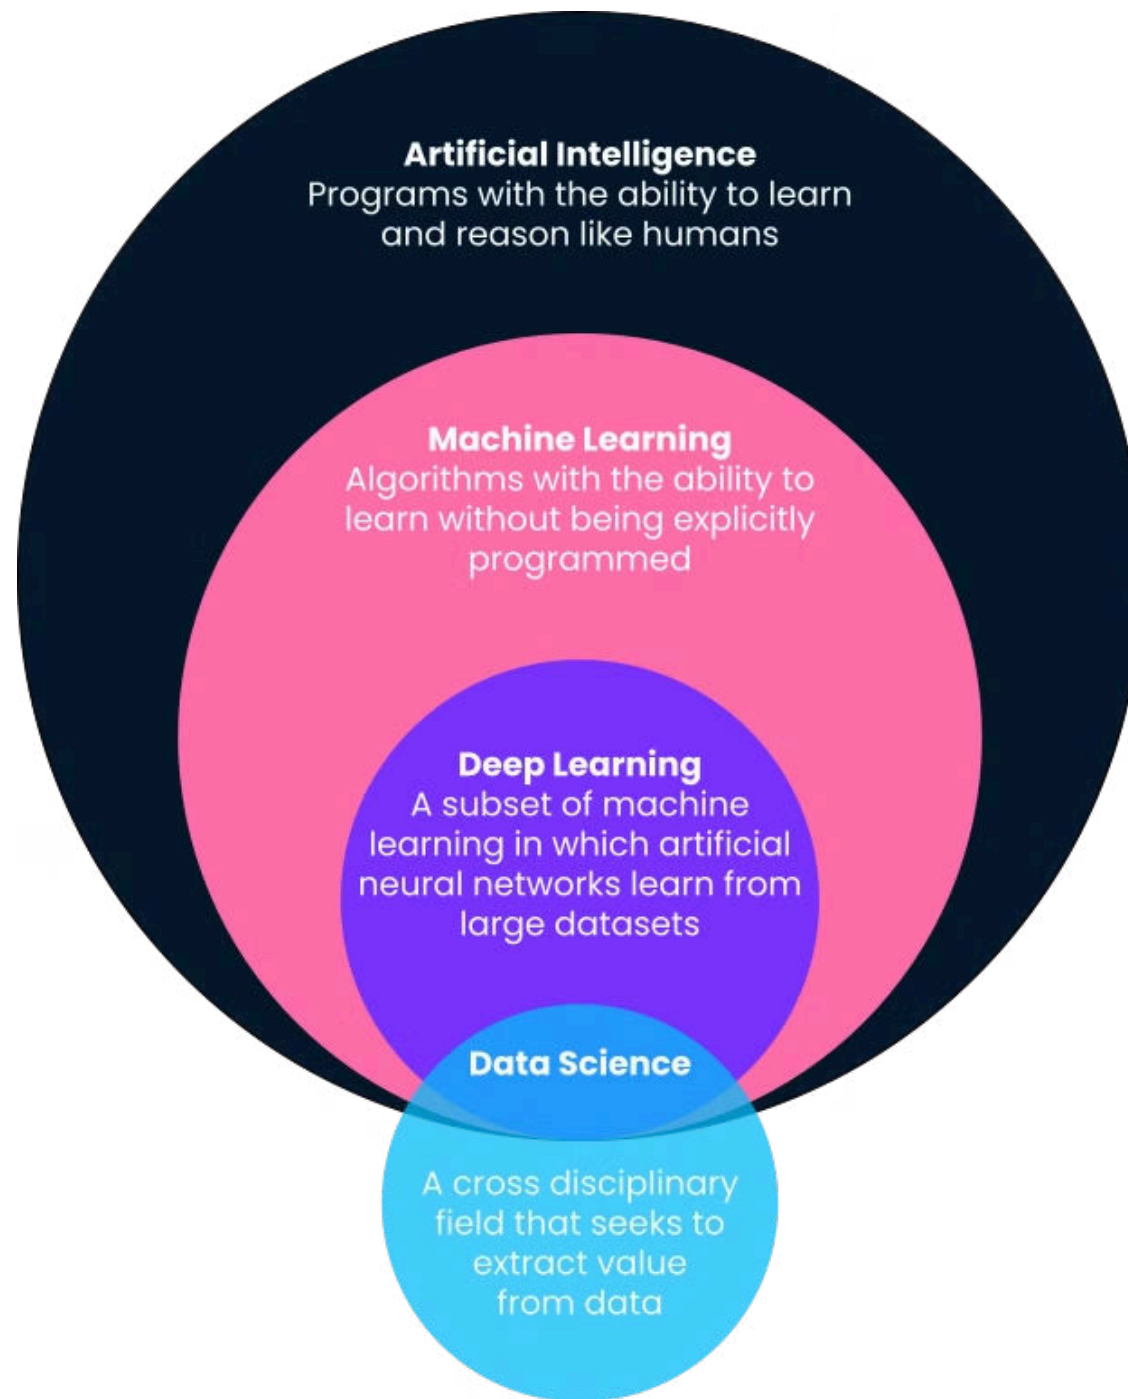 Artificial Intelligence
Programs with the ability to learn
and reason like humans
Machine Learning
Algorithms with the ability to
learn without being explicitly
programmed
Deep Learning
A subset of machine
learning in which artificial
neural networks learn from
large datasets
Data Science
A cross disciplinary
field that seeks to
extract value
from data